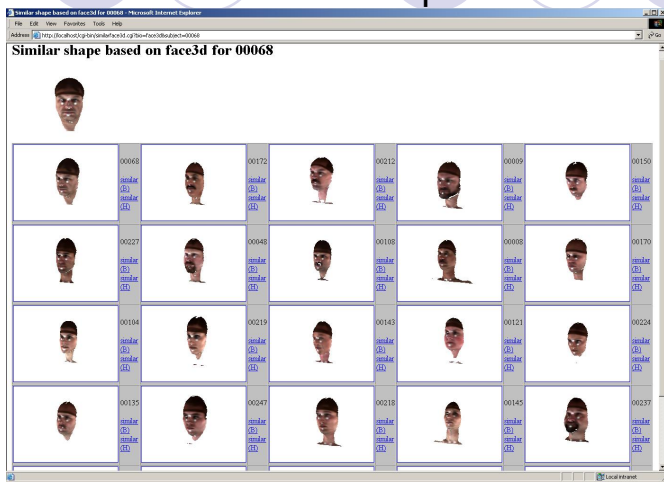 Similar shape based on face3d for 00068 - Microsoft Internet Explorer
File Edit View Favorites Tools Help
Address http://localhost/cgi-bin/similarface3d.cgi?bio=face3d&subject=00068 Go
Similar shape based on face3d for 00068
00068 00172 00212 00009 00150
similar similar similar similar similar
(B) (B) (B) (B) (B)
similar similar similar similar similar
(H) (H) (H) (H) (H)
00227 00048 00108 00008 00170
similar similar similar similar similar
(B) (B) (B) (B) (B)
similar similar similar similar similar
(H) (H) (H) (H) (H)
00104 00219 00143 00121 00224
similar similar similar similar similar
(B) (B) (B) (B) (B)
similar similar similar similar similar
(H) (H) (H) (H) (H)
00135 00247 00218 00145 00237
similar similar similar similar similar
(B) (B) (B) (B) (B)
similar similar similar similar similar
(H) (H) (H) (H) (H)
Local intranet